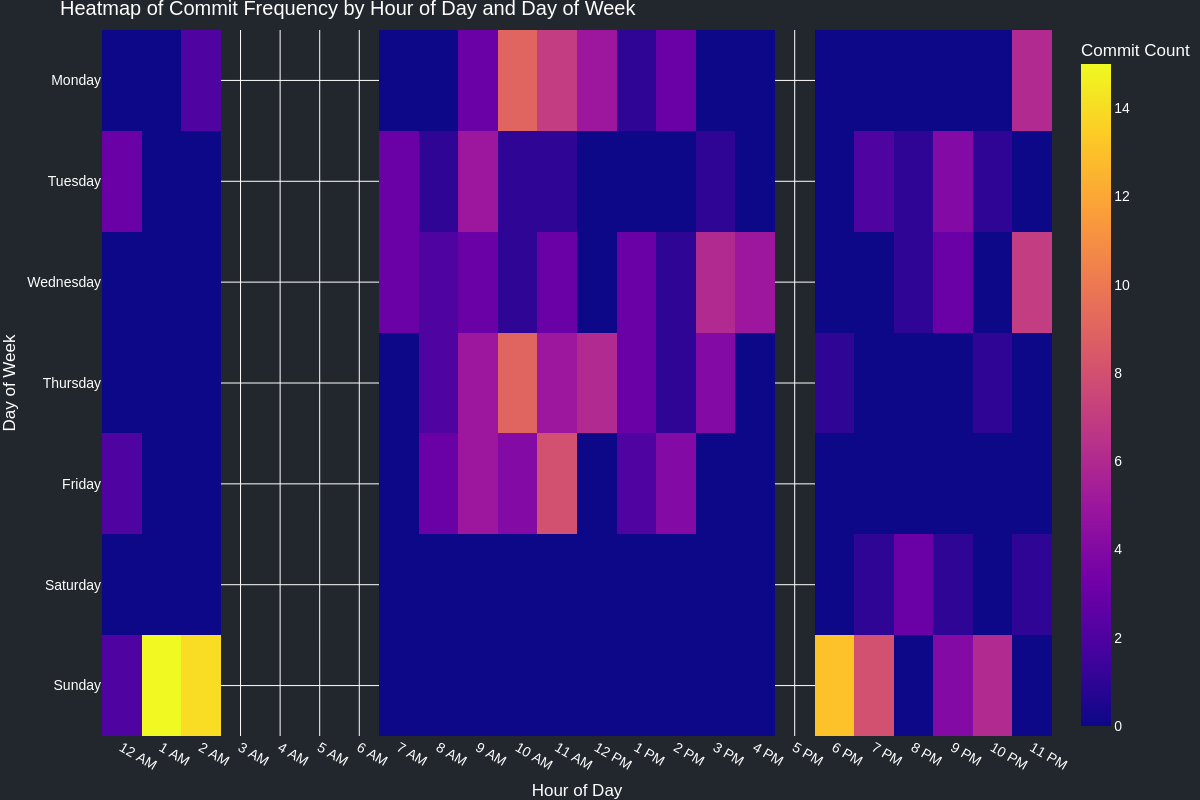 Heatmap of Commit Frequency by Hour of Day and Day of Week
Commit Count
14
12
10
8
6
4
2
0
Day of Week
Monday
Tuesday
Wednesday
Thursday
Friday
Saturday
Sunday
12 AM
1 AM
2 AM
3 AM
4 AM
5 AM
6 AM
7 AM
8 AM
9 AM
10 AM
11 AM
12 PM
1 PM
2 PM
3 PM
4 PM
5 PM
6 PM
7 PM
8 PM
9 PM
10 PM
11 PM
Hour of Day